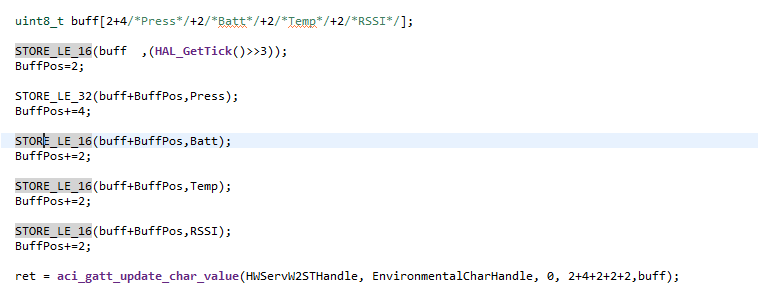 uint8_t buff[2+4/*Press*/+2/*Batt*/+2/*Temp*/+2/*RSSI*/];
STORE_LE_16(buff  ,(HAL_GetTick()>>3));
BuffPos=2;
STORE_LE_32(buff+BuffPos,Press);
BuffPos+=4;
STORE_LE_16(buff+BuffPos,Batt);
BuffPos+=2;
STORE_LE_16(buff+BuffPos,Temp);
BuffPos+=2;
STORE_LE_16(buff+BuffPos,RSSI);
BuffPos+=2;
ret = aci_gatt_update_char_value(HWServW2STHandle, EnvironmentalCharHandle, 0, 2+4+2+2+2,buff);